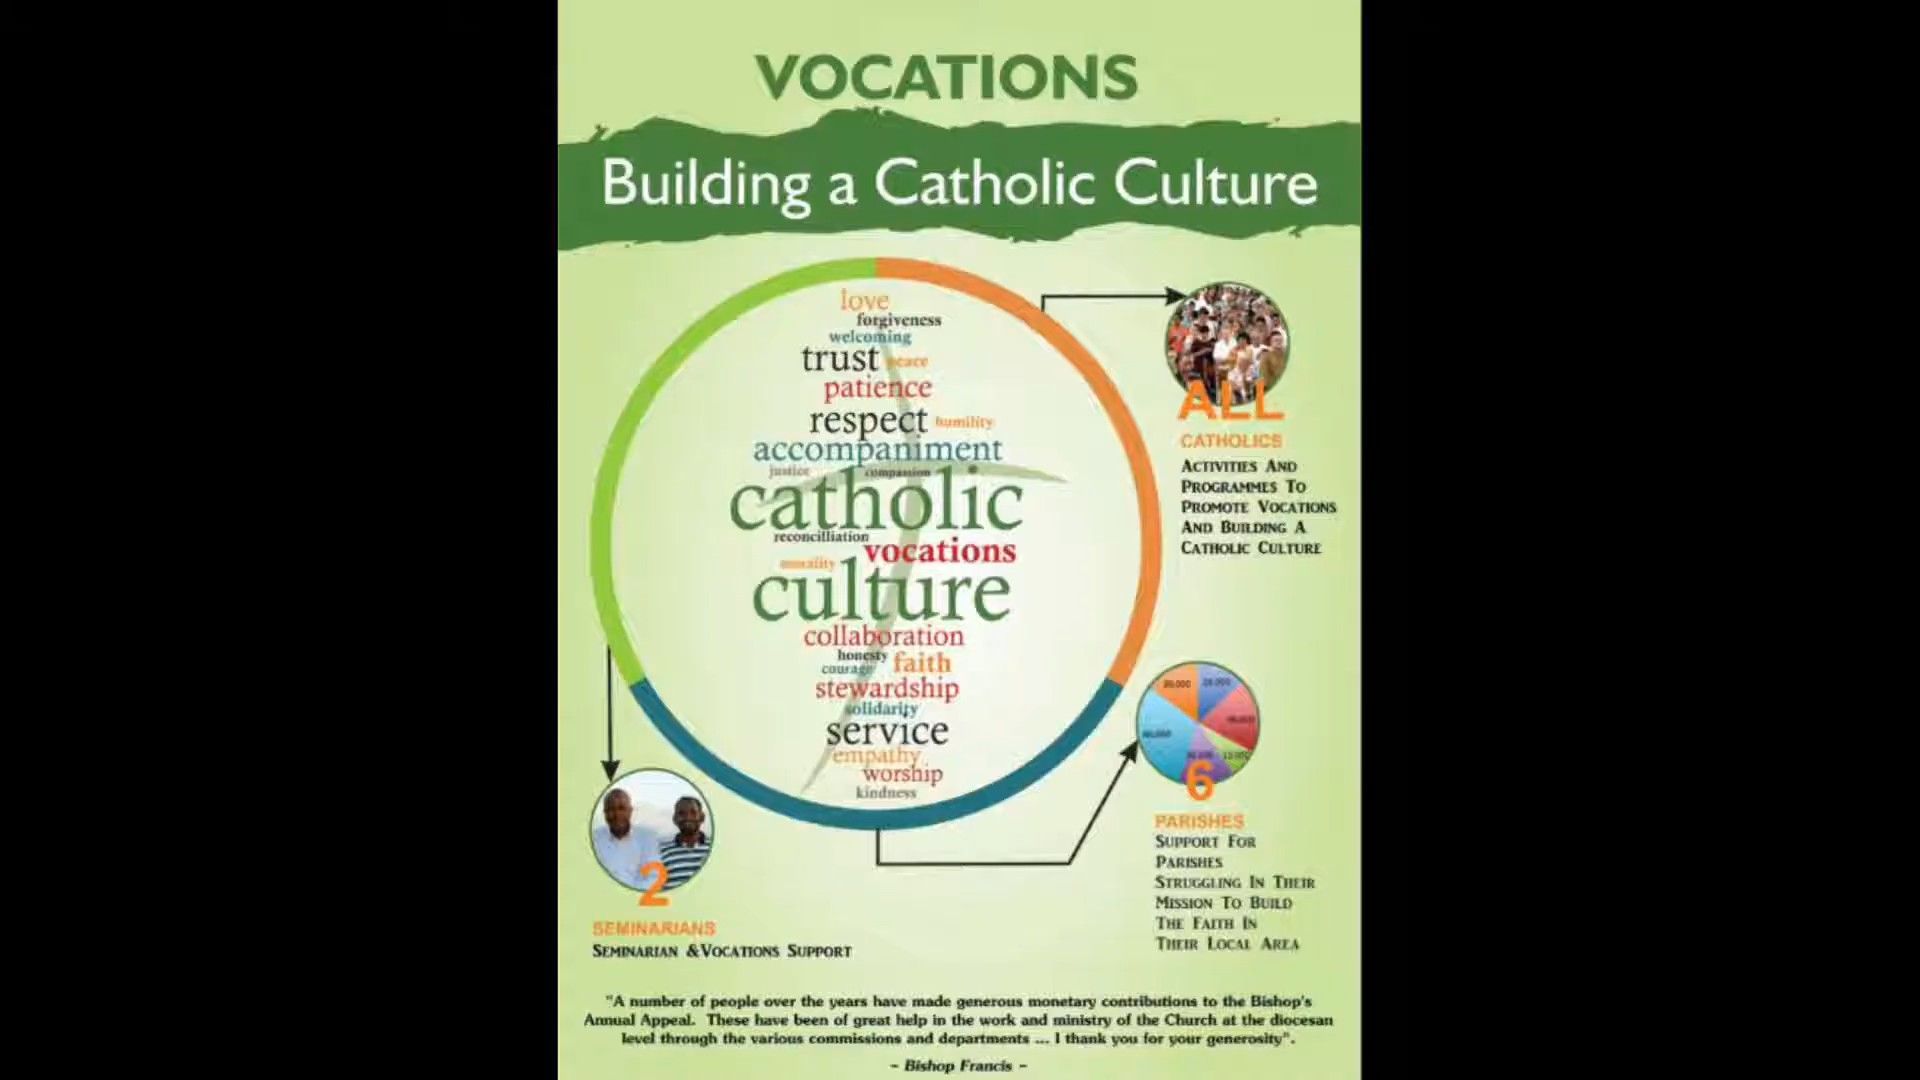 VOCATIONS
Building a Catholic Culture
love
forgiveness
welcoming
trust peace
patience
respect humility
accompaniment
justice compassion
catholic
reconcilliation
vocations
morality
culture
collaboration
honesty
courage faith
stewardship
solidarity
service
empathy
worship
kindness
ALL
CATHOLICS
ACTIVITIES AND
PROGRAMMES TO
PROMOTE VOCATIONS
AND BUILDING A
CATHOLIC CULTURE
6
PARISHES
SUPPORT FOR
PARISHES
STRUGGLING IN THEIR
MISSION TO BUILD
THE FAITH IN
THEIR LOCAL AREA
2
SEMINARIANS
SEMINARIAN &VOCATIONS SUPPORT
"A number of people over the years have made generous monetary contributions to the Bishop's
Annual Appeal. These have been of great help in the work and ministry of the Church at the diocesan
level through the various commissions and departments ... I thank you for your generosity".
- Bishop Francis -